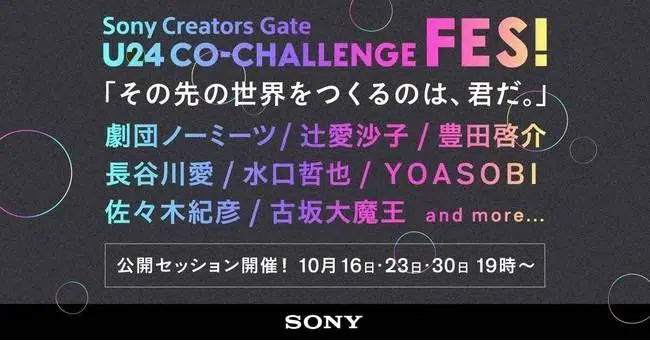 Sony Creators Gate
U24 CO-CHALLENGE FES!
「その先の世界をつくるのは、君だ。」
劇団ノーミーツ / 辻愛沙子 / 豊田啓介
長谷川愛 / 水口哲也 / YOASOBI
佐々木紀彦 / 古坂大魔王 and more...
公開セッション開催！ 10月16日・23日・30日 19時〜
SONY